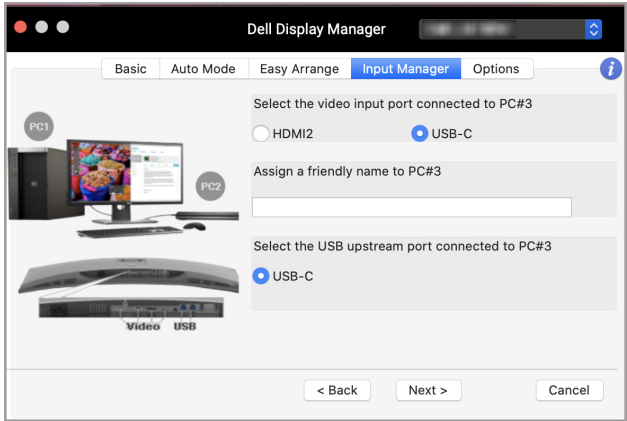 Dell Display Manager
Basic Auto Mode Easy Arrange Input Manager Options i
Select the video input port connected to PC#3
HDMI2 USB-C
Assign a friendly name to PC#3
Select the USB upstream port connected to PC#3
USB-C
PC1
PC2
Video USB
< Back Next > Cancel